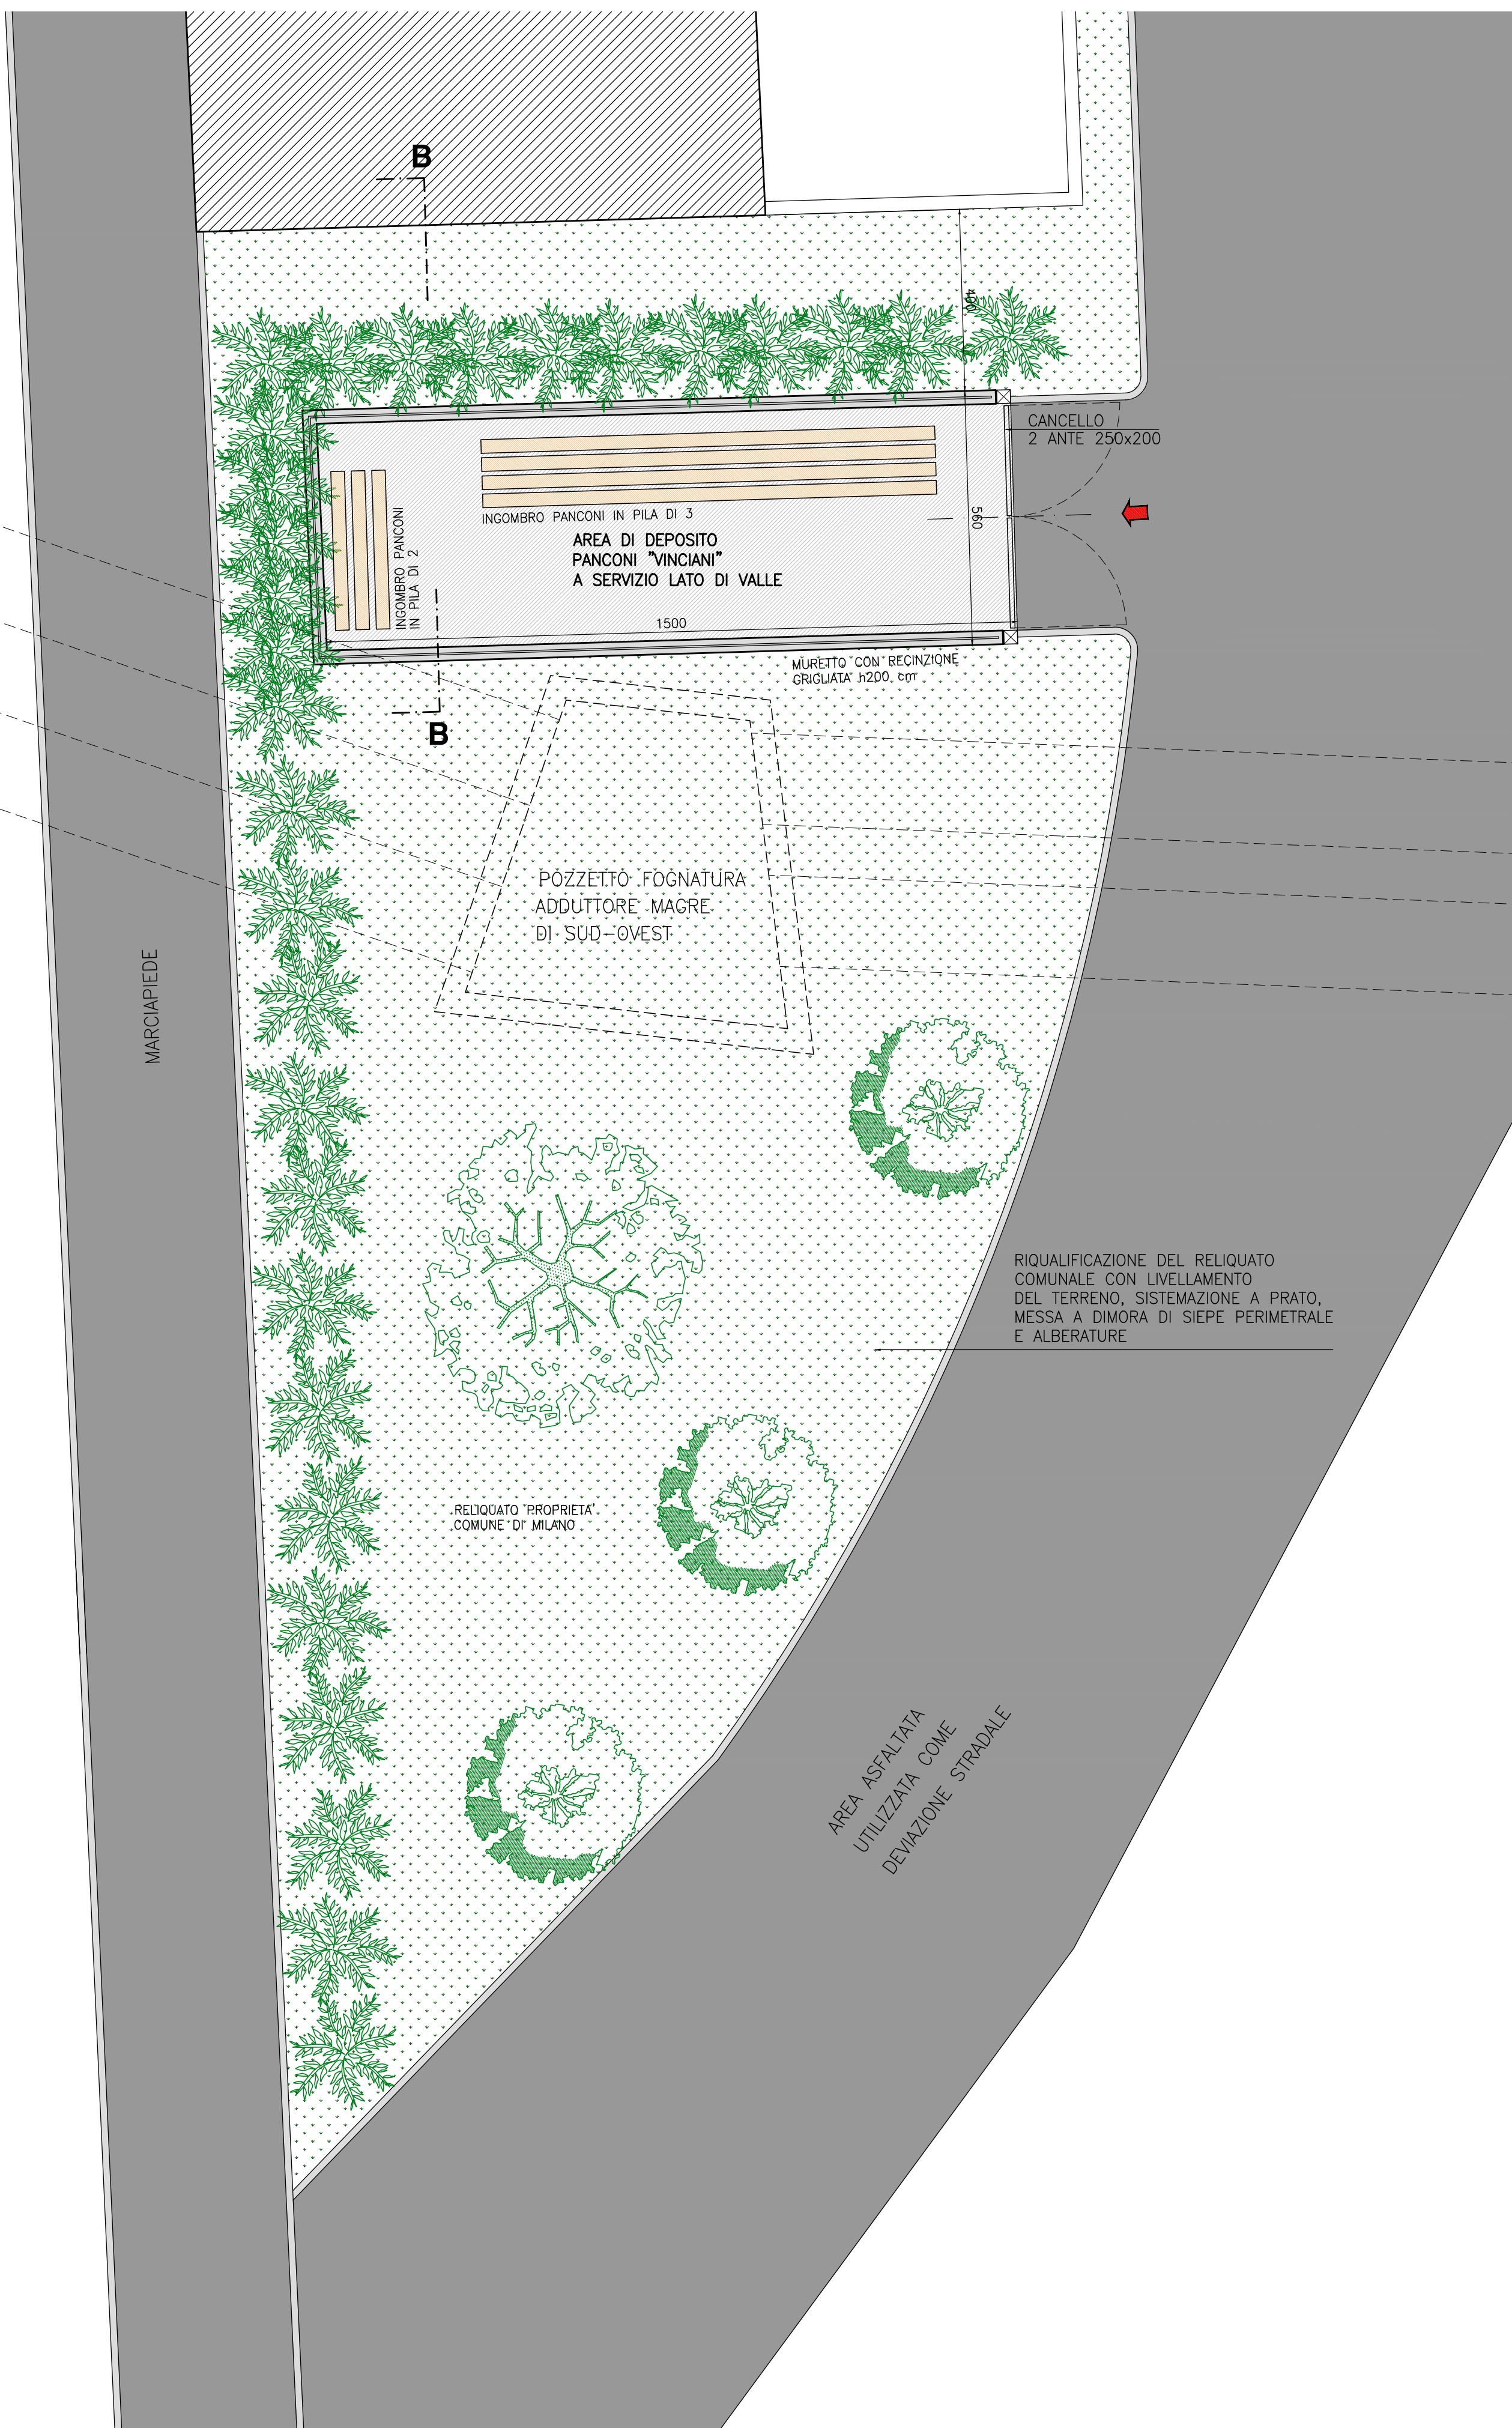 B
400
CANCELLO
2 ANTE 250x200
INGOMBRO PANCONI IN PILA DI 3
560
INGOMBRO PANCONI
IN PILA DI 2
AREA DI DEPOSITO
PANCONI "VINCIANI"
A SERVIZIO LATO DI VALLE
1500
MURETTO CON RECINZIONE
GRIGLIATA h200 cm
B
POZZETTO FOGNATURA
ADDUTTORE MAGRE
DI SUD-OVEST
MARCIAPIEDE
RIQUALIFICAZIONE DEL RELIQUATO
COMUNALE CON LIVELLAMENTO
DEL TERRENO, SISTEMAZIONE A PRATO,
MESSA A DIMORA DI SIEPE PERIMETRALE
E ALBERATURE
RELIQUATO PROPRIETA'
COMUNE DI MILANO
AREA ASFALTATA
UTILIZZATA COME
DEVIAZIONE STRADALE